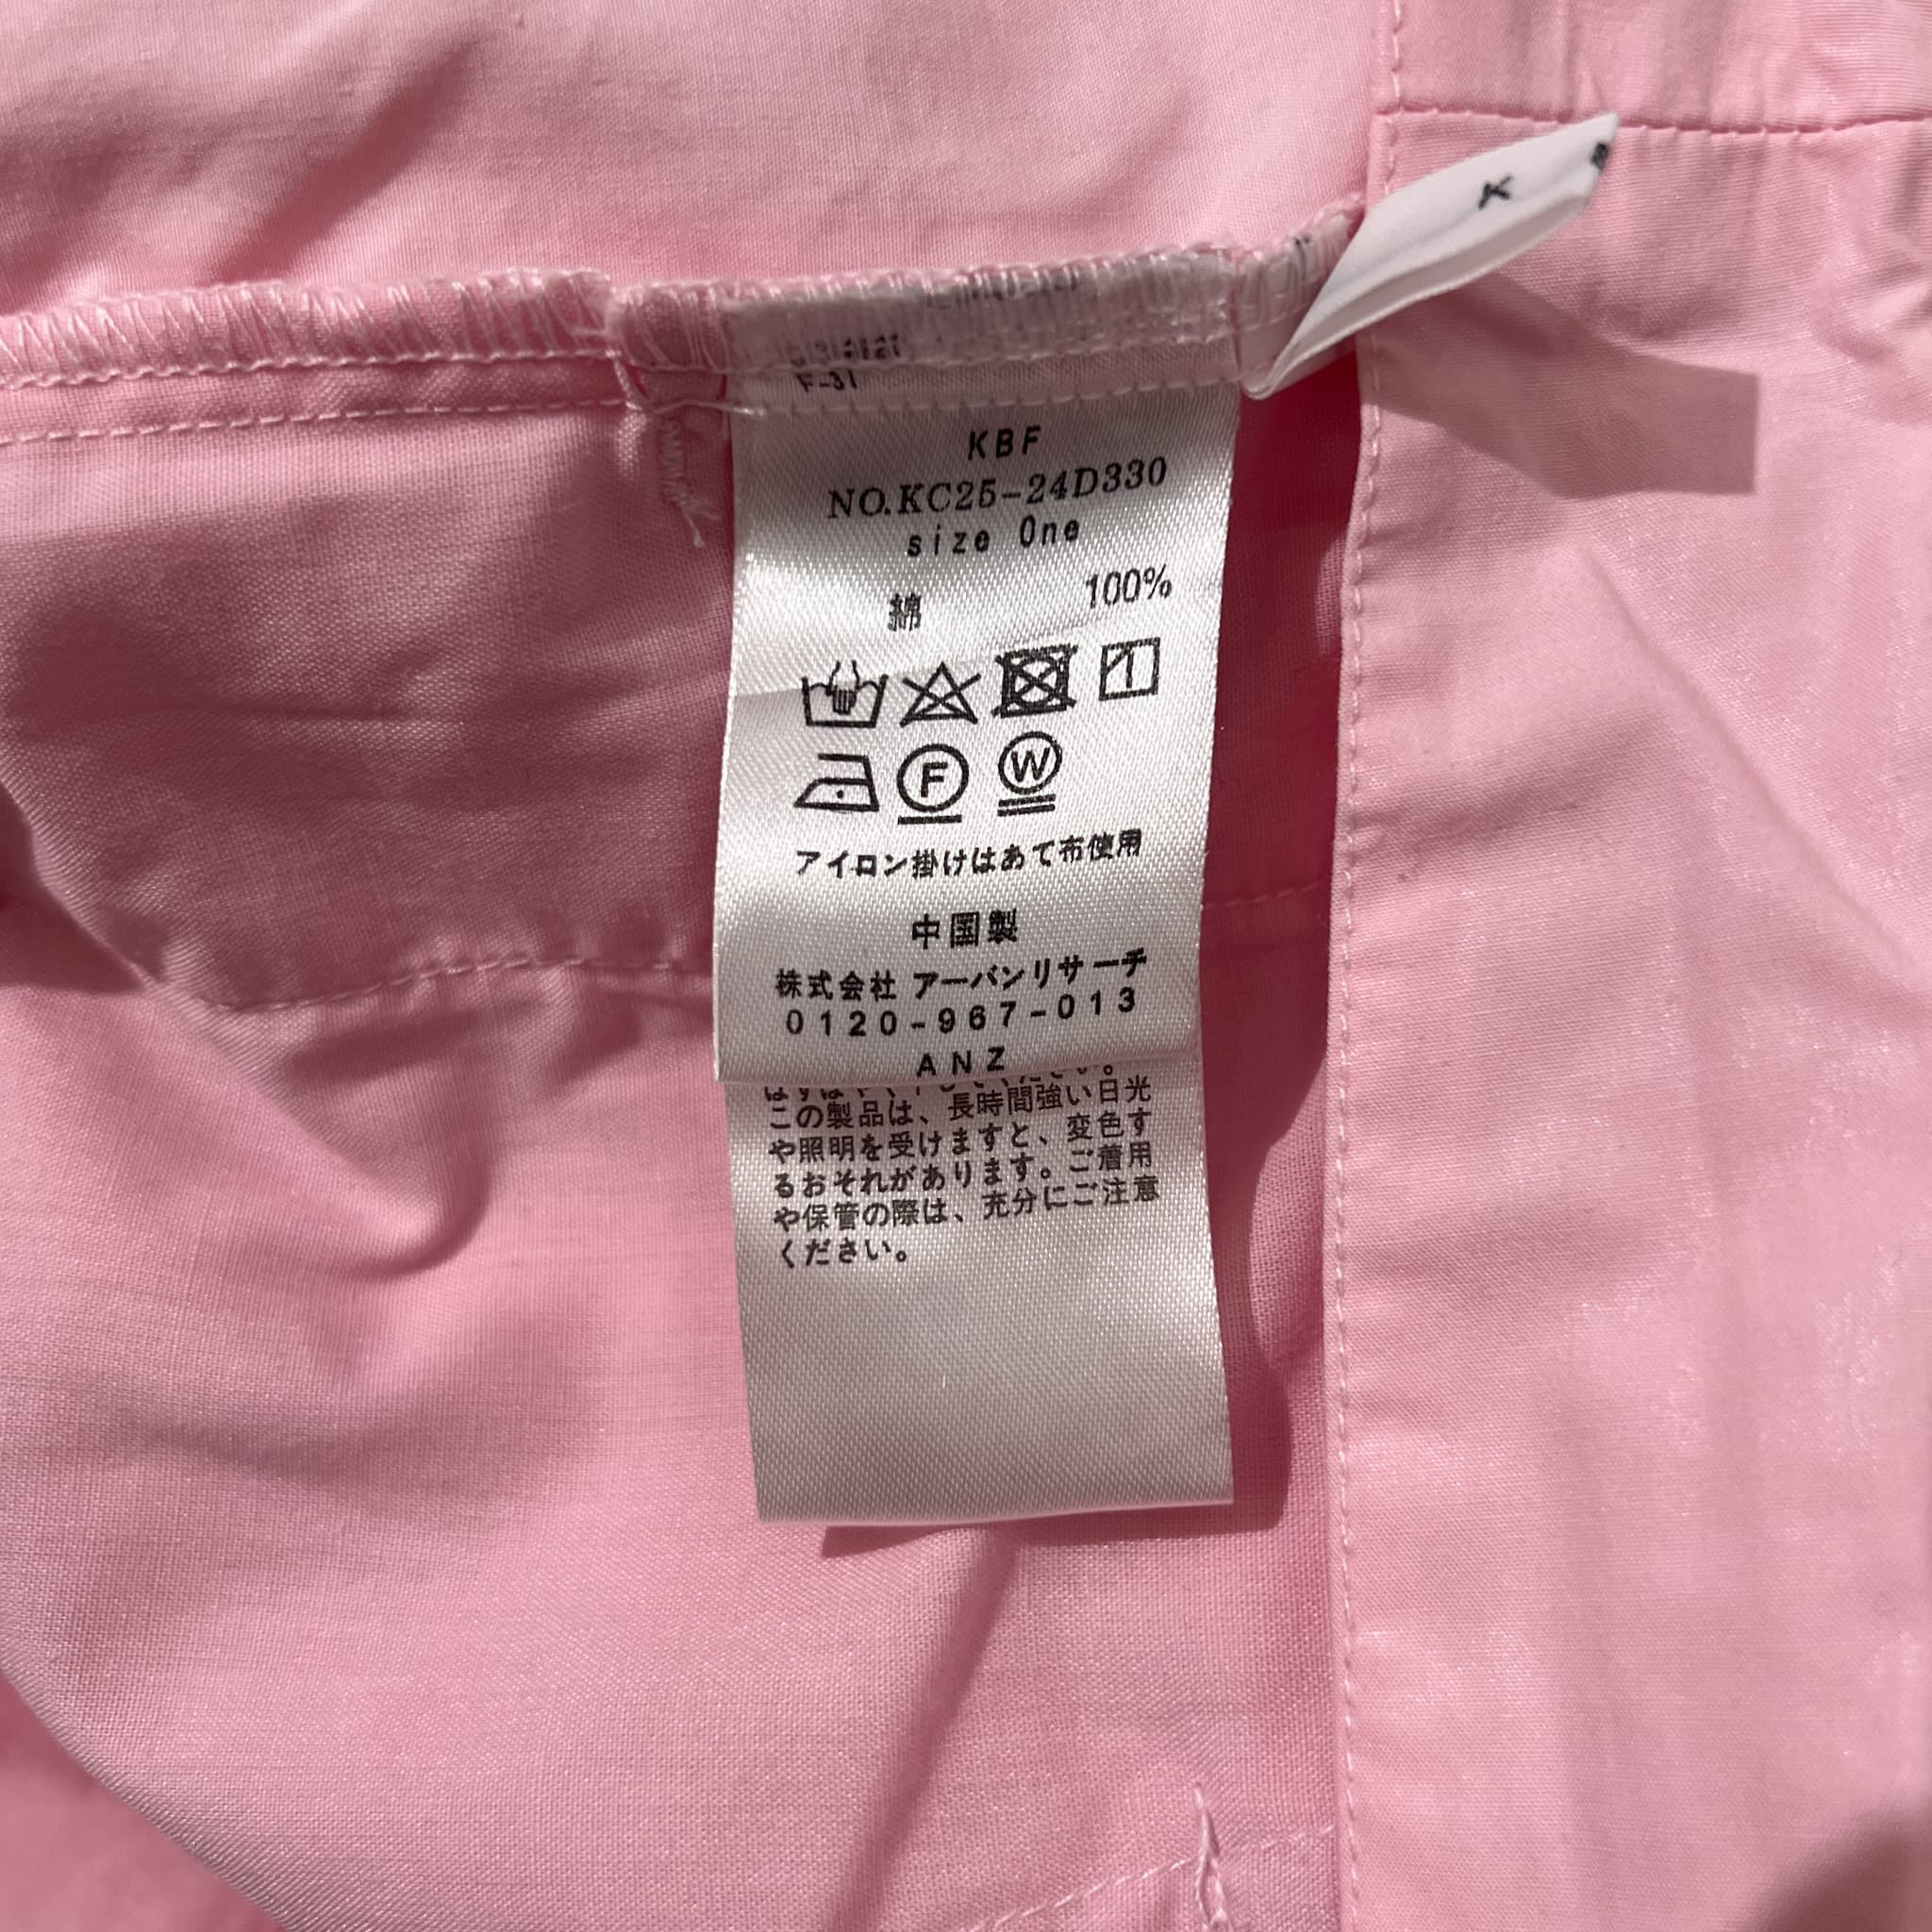 F-31
KBF
NO.KC25-24D330
size One
綿 100%
F W
アイロン掛けはあて布使用
中国製
株式会社 アーバンリサーチ
0120-967-013
ANZ
この製品は、長時間強い日光
や照明を受けますと、変色す
るおそれがあります。ご着用
や保管の際は、充分にご注意
ください。
K